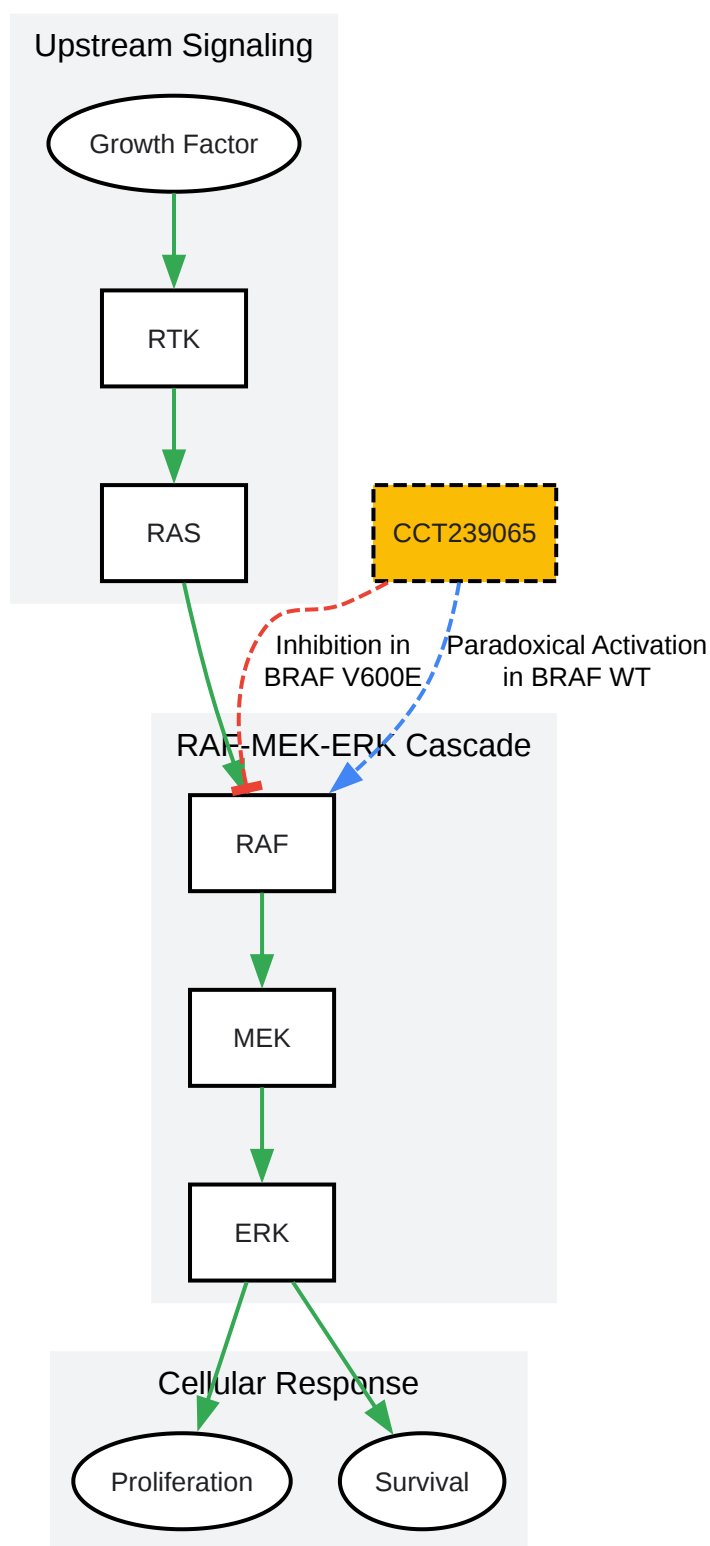 Upstream Signaling
Growth Factor
RTK
RAS
CCT239065
Inhibition in
BRAF V600E
Paradoxical Activation
in BRAF WT
RAF-MEK-ERK Cascade
RAF
MEK
ERK
Cellular Response
Proliferation
Survival